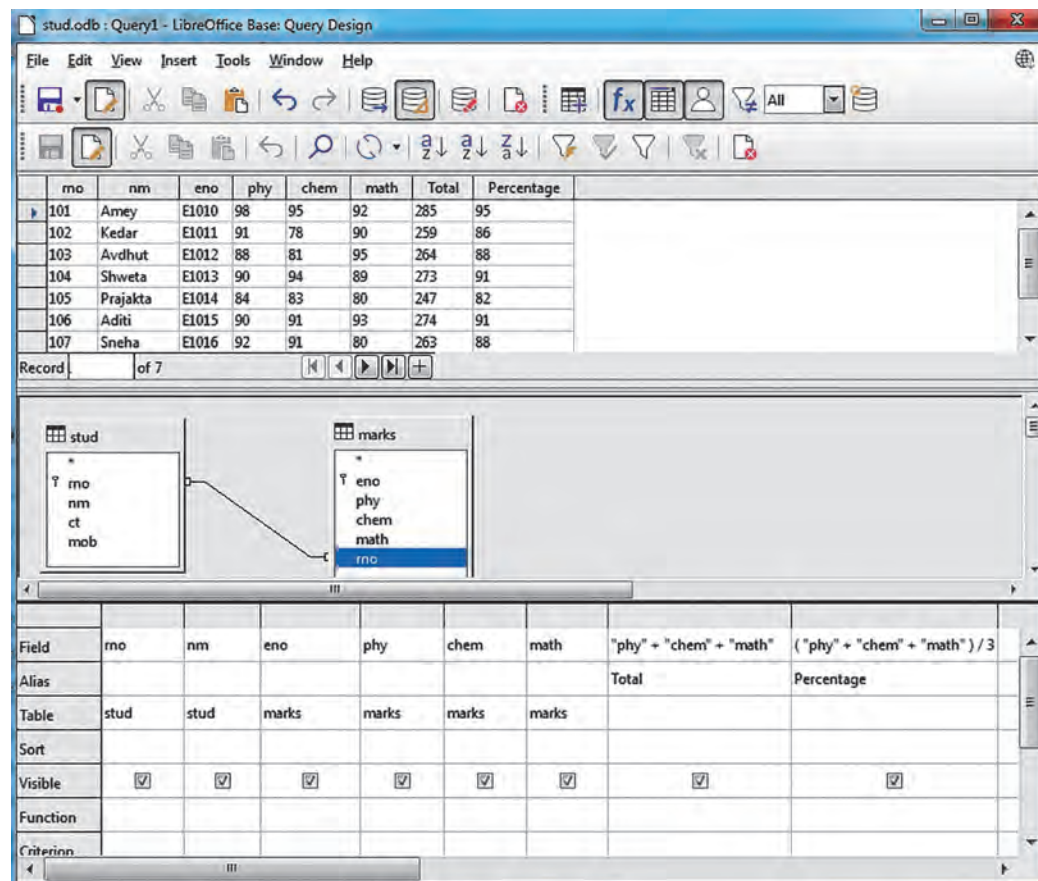 stud.odb : Query1 - LibreOffice Base: Query Design
File Edit View Insert Tools Window Help
fx All
a z a z z a
rno nm eno phy chem math Total Percentage
101 Amey E1010 98 95 92 285 95
102 Kedar E1011 91 78 90 259 86
103 Avdhut E1012 88 81 95 264 88
104 Shweta E1013 90 94 89 273 91
105 Prajakta E1014 84 83 80 247 82
106 Aditi E1015 90 91 93 274 91
107 Sneha E1016 92 91 80 263 88
Record of 7
stud
*
rno
nm
ct
mob
marks
*
eno
phy
chem
math
rno
Field rno nm eno phy chem math "phy" + "chem" + "math" ( "phy" + "chem" + "math" ) / 3
Alias Total Percentage
Table stud stud marks marks marks marks
Sort
Visible
Function
Criterion